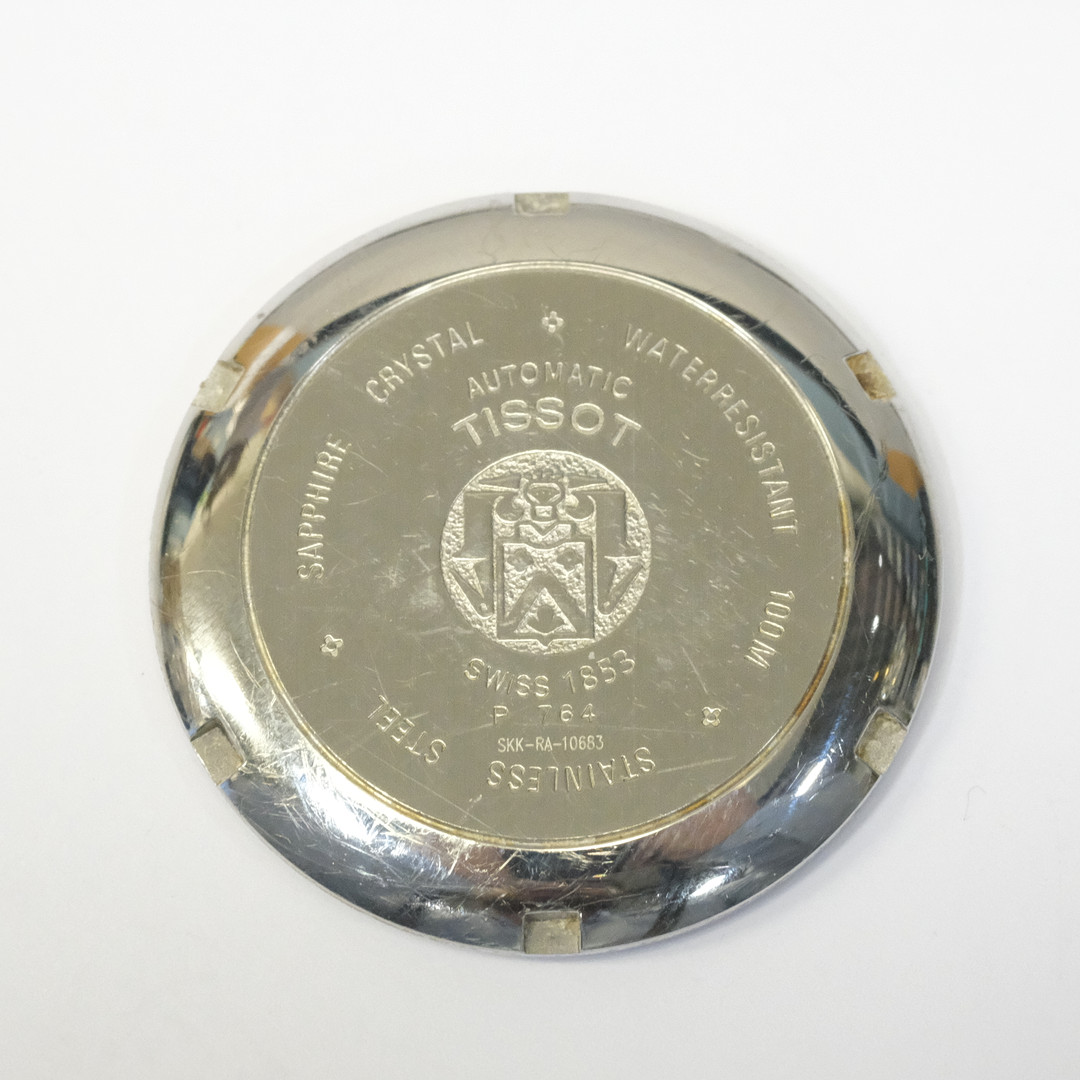 SAPPHIRE CRYSTAL
WATERRESISTANT 100M
STAINLESS STEEL
AUTOMATIC
TISSOT
SWISS 1853
P 764
SKK-RA-10683